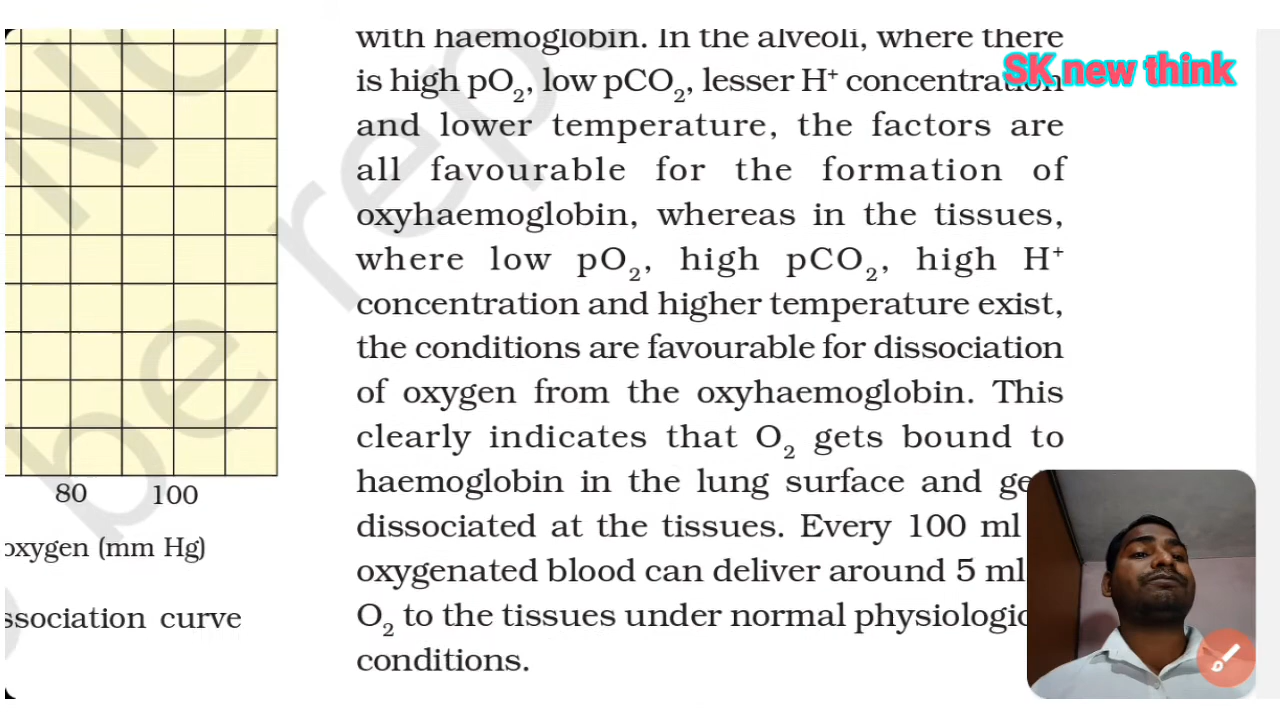 with haemoglobin. In the alveoli, where there
SK new think
is high pO₂, low pCO₂, lesser H⁺ concentration
and lower temperature, the factors are
all favourable for the formation of
oxyhaemoglobin, whereas in the tissues,
where low pO₂, high pCO₂, high H⁺
concentration and higher temperature exist,
the conditions are favourable for dissociation
of oxygen from the oxyhaemoglobin. This
clearly indicates that O₂ gets bound to
haemoglobin in the lung surface and
dissociated at the tissues. Every 100 ml
oxygenated blood can deliver around 5 ml
O₂ to the tissues under normal
conditions.
80 100
oxygen (mm Hg)
curve
be rep